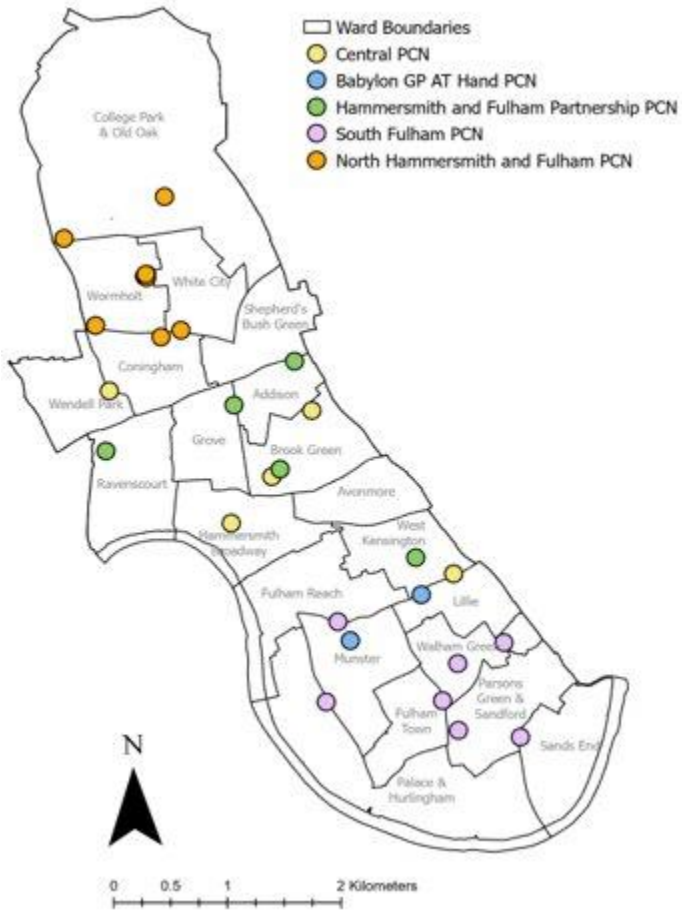 Ward Boundaries
Central PCN
Babylon GP AT Hand PCN
Hammersmith and Fulham Partnership PCN
South Fulham PCN
North Hammersmith and Fulham PCN
College Park
& Old Oak
White City
Wormholt
Shepherd's
Bush Green
Coningham
Wendell Park
Addison
Grove
Brook Green
Ravenscourt
Avonmore
Hammersmith
Broadway
West
Kensington
Fulham Reach
Lillie
Walham Green
Munster
Parsons
Green &
Sandford
Fulham
Town
Sands End
Palace &
Hurlingham
N
0 0.5 1 2 Kilometers